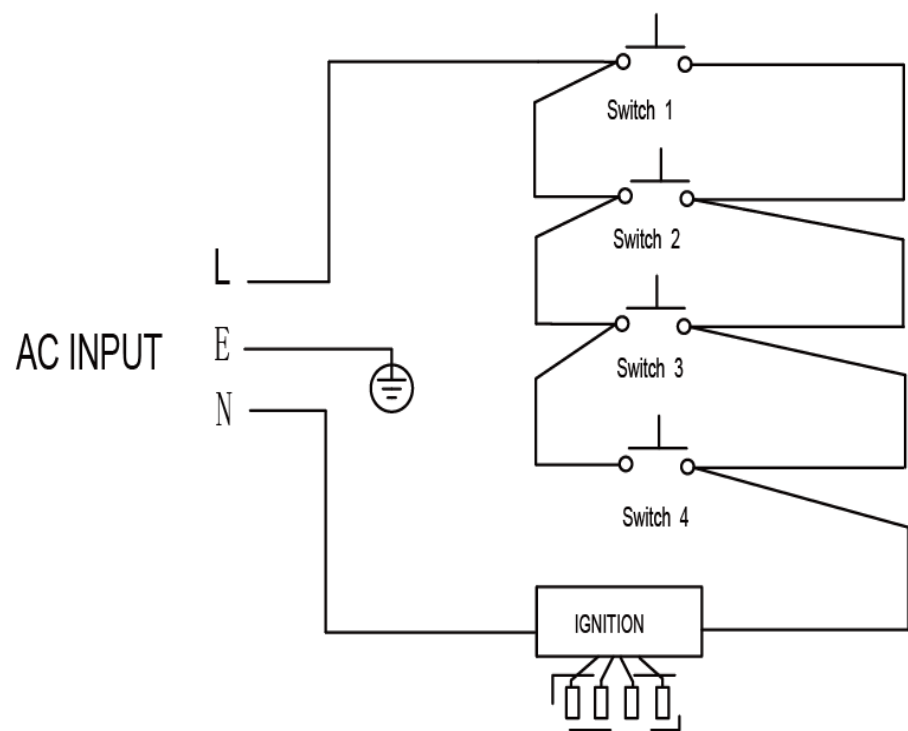 Switch 1
Switch 2
L
AC INPUT
E
Switch 3
N
Switch 4
IGNITION